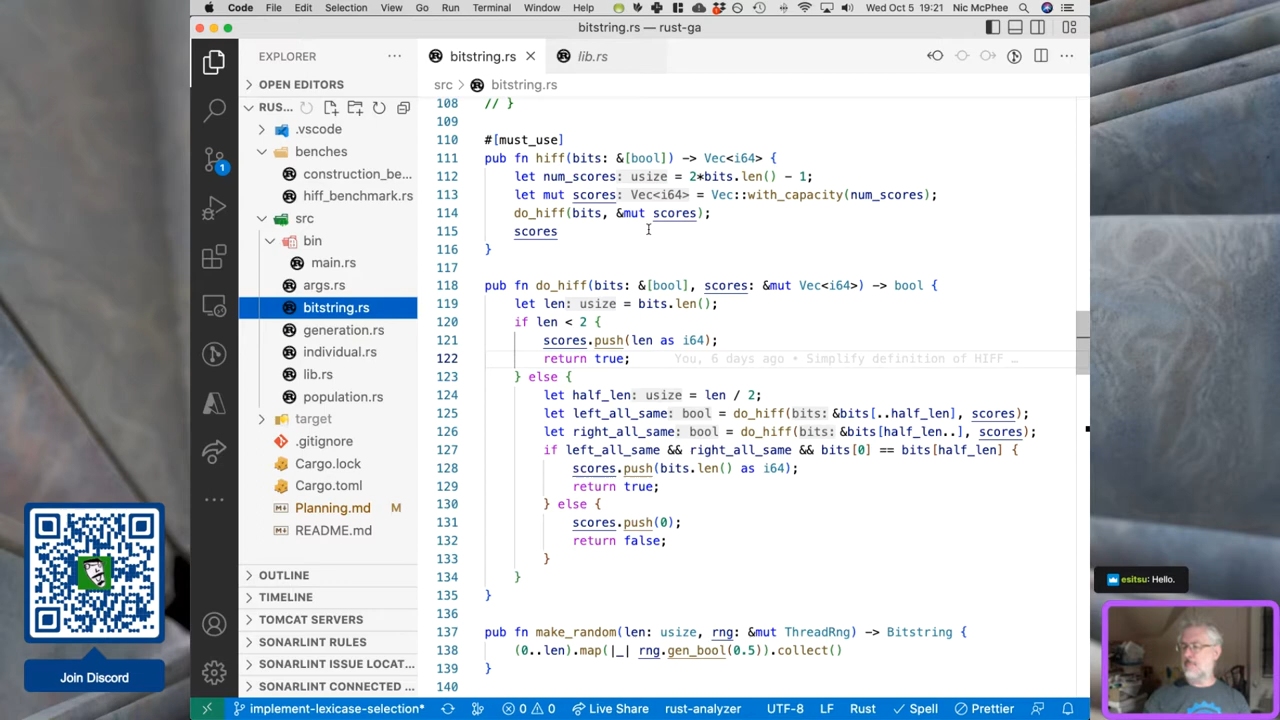 Code File Edit Selection View Go Run Terminal Window Help Wed Oct 5 19:21 Nic McPhee
bitstring.rs — rust-ga
EXPLORER
OPEN EDITORS
RUS...
.vscode
benches
construction_be...
hiff_benchmark.rs
src
bin
main.rs
args.rs
bitstring.rs
generation.rs
individual.rs
lib.rs
population.rs
target
.gitignore
Cargo.lock
Cargo.toml
Planning.md M
README.md
OUTLINE
TIMELINE
TOMCAT SERVERS
SONARLINT RULES
SONARLINT ISSUE LOCAT...
SONARLINT CONNECTED ...
1
bitstring.rs lib.rs
src > bitstring.rs
108 // }
109
110 #[must_use]
111 pub fn hiff(bits: &[bool]) -> Vec<i64> {
112 let num_scores: usize = 2*bits.len() - 1;
113 let mut scores: Vec<i64> = Vec::with_capacity(num_scores);
114 do_hiff(bits, &mut scores);
115 scores
116 }
117
118 pub fn do_hiff(bits: &[bool], scores: &mut Vec<i64>) -> bool {
119 let len: usize = bits.len();
120 if len < 2 {
121 scores.push(len as i64);
122 return true; You, 6 days ago • Simplify definition of HIFF …
123 } else {
124 let half_len: usize = len / 2;
125 let left_all_same: bool = do_hiff(bits: &bits[..half_len], scores);
126 let right_all_same: bool = do_hiff(bits: &bits[half_len..], scores);
127 if left_all_same && right_all_same && bits[0] == bits[half_len] {
128 scores.push(bits.len() as i64);
129 return true;
130 } else {
131 scores.push(0);
132 return false;
133 }
134 }
135 }
136
137 pub fn make_random(len: usize, rng: &mut ThreadRng) -> Bitstring {
138 (0..len).map(|_| rng.gen_bool(0.5)).collect()
139 }
140
implement-lexicase-selection* 0 0 Live Share rust-analyzer UTF-8 LF Rust Spell Prettier
Join Discord
esitsu: Hello.